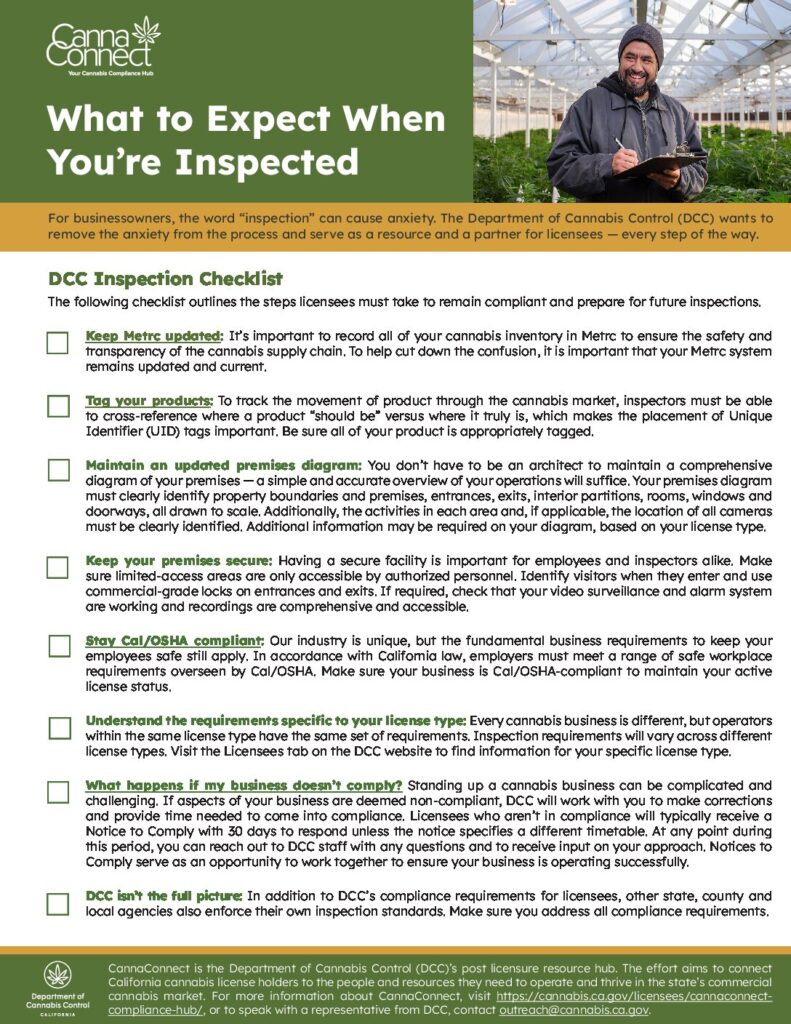 Canna
Connect
Your Cannabis Compliance Hub
What to Expect When
You're Inspected
For businessowners, the word “inspection” can cause anxiety. The Department of Cannabis Control (DCC) wants to
remove the anxiety from the process and serve as a resource and a partner for licensees — every step of the way.
DCC Inspection Checklist
The following checklist outlines the steps licensees must take to remain compliant and prepare for future inspections.
Keep Metrc updated: It’s important to record all of your cannabis inventory in Metrc to ensure the safety and
transparency of the cannabis supply chain. To help cut down the confusion, it is important that your Metrc system
remains updated and current.
Tag your products: To track the movement of product through the cannabis market, inspectors must be able
to cross-reference where a product “should be” versus where it truly is, which makes the placement of Unique
Identifier (UID) tags important. Be sure all of your product is appropriately tagged.
Maintain an updated premises diagram: You don’t have to be an architect to maintain a comprehensive
diagram of your premises — a simple and accurate overview of your operations will suffice. Your premises diagram
must clearly identify property boundaries and premises, entrances, exits, interior partitions, rooms, windows and
doorways, all drawn to scale. Additionally, the activities in each area and, if applicable, the location of all cameras
must be clearly identified. Additional information may be required on your diagram, based on your license type.
Keep your premises secure: Having a secure facility is important for employees and inspectors alike. Make
sure limited-access areas are only accessible by authorized personnel. Identify visitors when they enter and use
commercial-grade locks on entrances and exits. If required, check that your video surveillance and alarm system
are working and recordings are comprehensive and accessible.
Stay Cal/OSHA compliant: Our industry is unique, but the fundamental business requirements to keep your
employees safe still apply. In accordance with California law, employers must meet a range of safe workplace
requirements overseen by Cal/OSHA. Make sure your business is Cal/OSHA-compliant to maintain your active
license status.
Understand the requirements specific to your license type: Every cannabis business is different, but operators
within the same license type have the same set of requirements. Inspection requirements will vary across different
license types. Visit the Licensees tab on the DCC website to find information for your specific license type.
What happens if my business doesn’t comply? Standing up a cannabis business can be complicated and
challenging. If aspects of your business are deemed non-compliant, DCC will work with you to make corrections
and provide time needed to come into compliance. Licensees who aren’t in compliance will typically receive a
Notice to Comply with 30 days to respond unless the notice specifies a different timetable. At any point during
this period, you can reach out to DCC staff with any questions and to receive input on your approach. Notices to
Comply serve as an opportunity to work together to ensure your business is operating successfully.
DCC isn’t the full picture: In addition to DCC’s compliance requirements for licensees, other state, county and
local agencies also enforce their own inspection standards. Make sure you address all compliance requirements.
Department of
Cannabis Control
CALIFORNIA
CannaConnect is the Department of Cannabis Control (DCC)’s post licensure resource hub. The effort aims to connect
California cannabis license holders to the people and resources they need to operate and thrive in the state’s commercial
cannabis market. For more information about CannaConnect, visit https://cannabis.ca.gov/licensees/cannaconnect-
compliance-hub/, or to speak with a representative from DCC, contact outreach@cannabis.ca.gov.